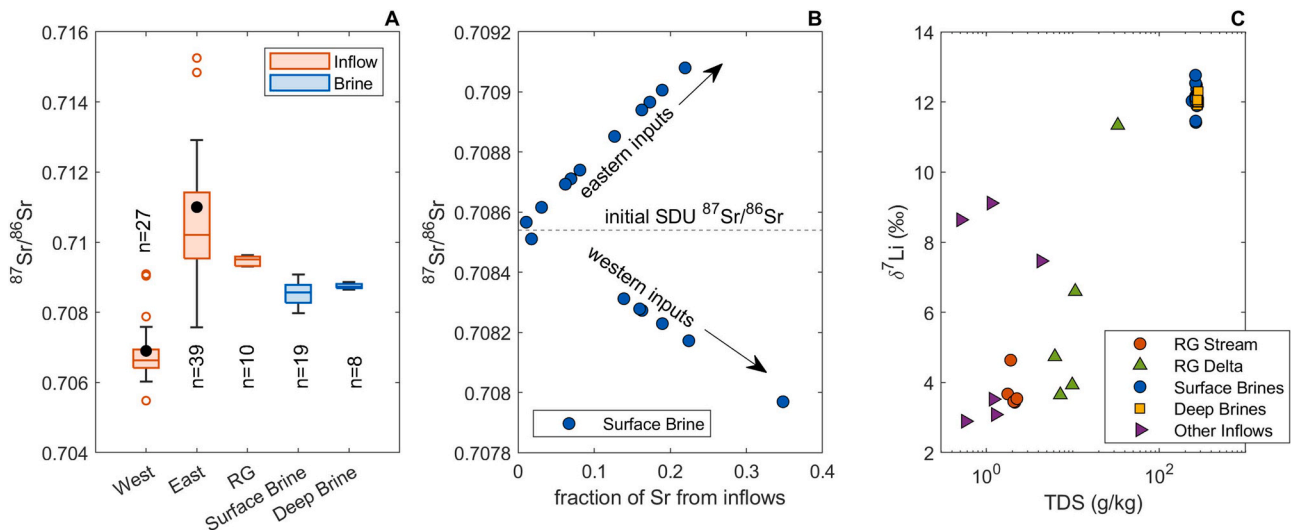 A
0.716
0.714
0.712
0.71
0.708
0.706
0.704
87Sr/86Sr
Inflow
Brine
n=27
n=39
n=10
n=19
n=8
West
East
RG
Surface Brine
Deep Brine
B
0.7092
0.709
0.7088
0.7086
0.7084
0.7082
0.708
0.7078
87Sr/86Sr
eastern inputs
initial SDU 87Sr/86Sr
western inputs
Surface Brine
0
0.1
0.2
0.3
0.4
fraction of Sr from inflows
C
14
12
10
8
6
4
2
δ7Li (‰)
RG Stream
RG Delta
Surface Brines
Deep Brines
Other Inflows
10^0
10^2
TDS (g/kg)